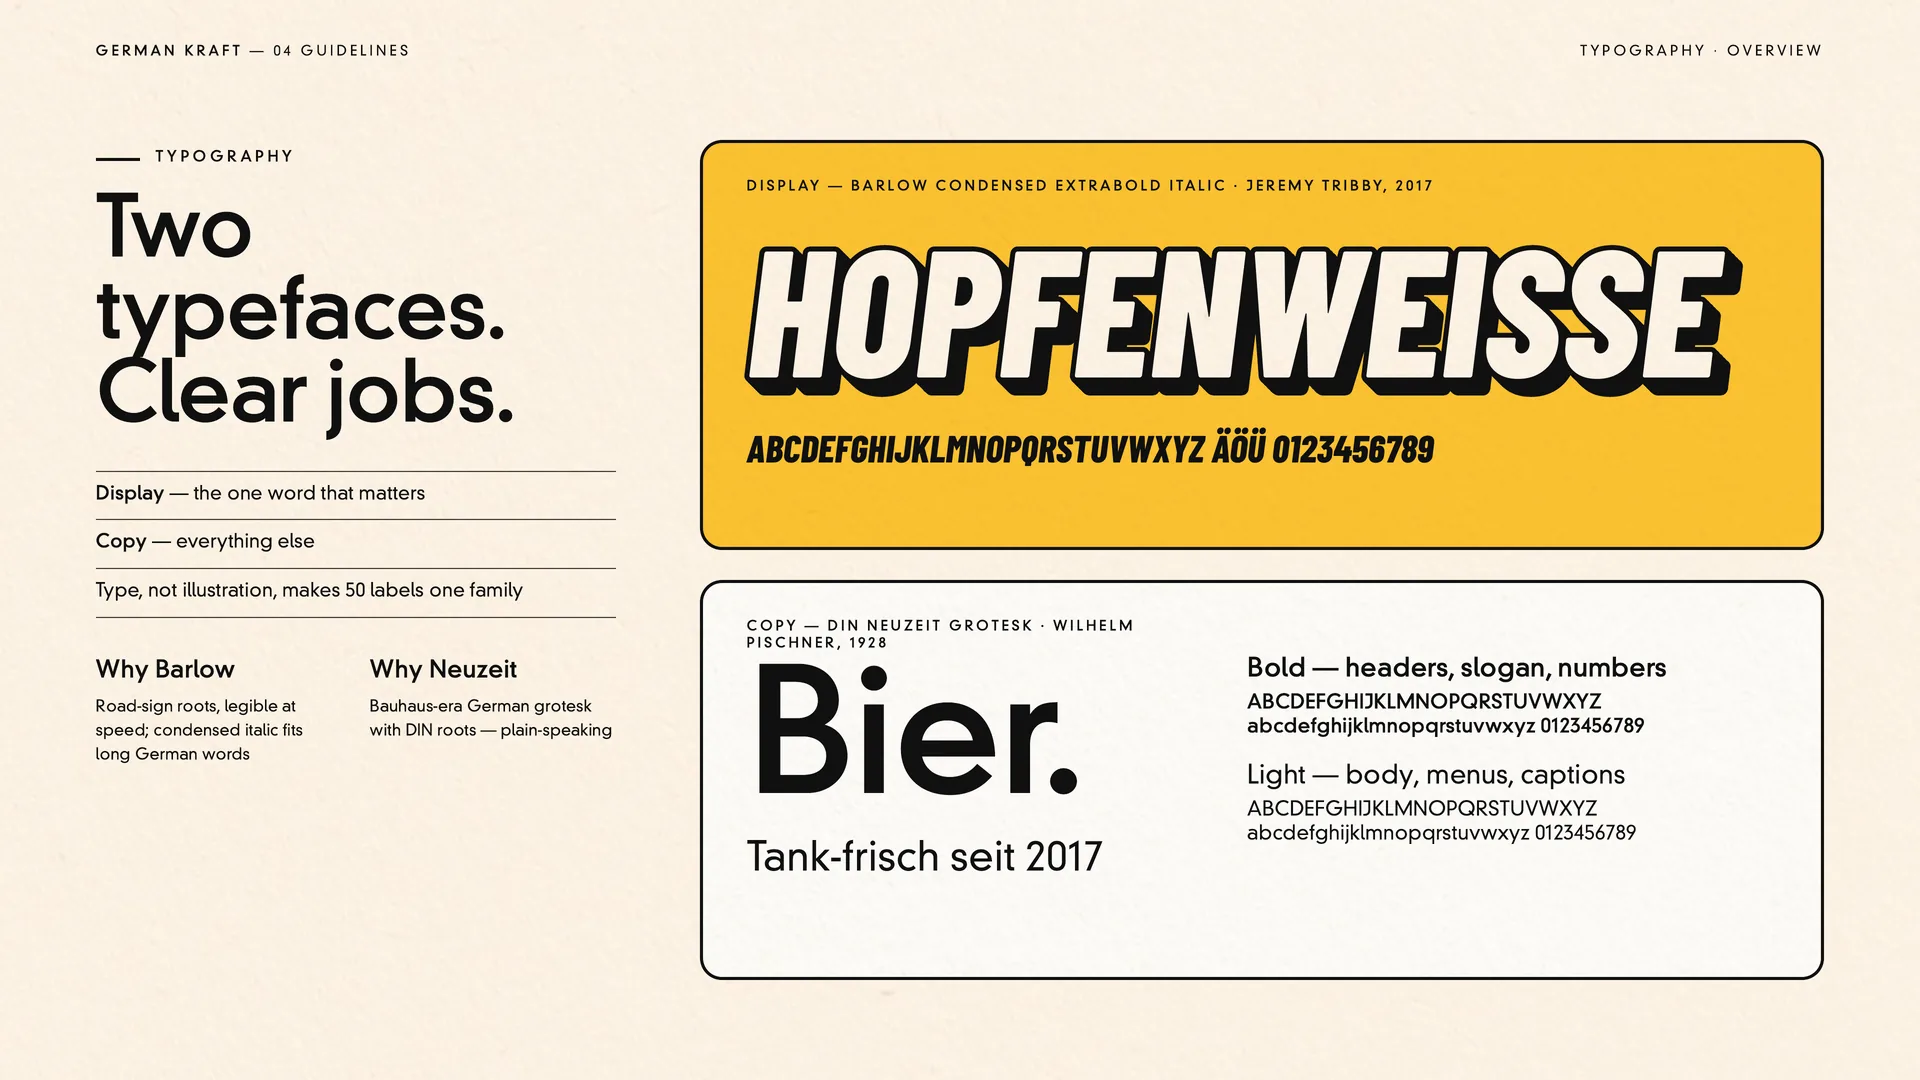 GERMAN KRAFT — 04 GUIDELINES
TYPOGRAPHY · OVERVIEW
TYPOGRAPHY
Two
typefaces.
Clear jobs.
Display — the one word that matters
Copy — everything else
Type, not illustration, makes 50 labels one family
Why Barlow
Road-sign roots, legible at
speed; condensed italic fits
long German words
Why Neuzeit
Bauhaus-era German grotesk
with DIN roots — plain-speaking
DISPLAY — BARLOW CONDENSED EXTRABOLD ITALIC · JEREMY TRIBBY, 2017
HOPFENWEISSE
ABCDEFGHIJKLMNOPQRSTUVWXYZ ÄÖÜ 0123456789
COPY — DIN NEUZEIT GROTESK · WILHELM
PISCHNER, 1928
Bier.
Tank-frisch seit 2017
Bold — headers, slogan, numbers
ABCDEFGHIJKLMNOPQRSTUVWXYZ
abcdefghijklmnopqrstuvwxyz 0123456789
Light — body, menus, captions
ABCDEFGHIJKLMNOPQRSTUVWXYZ
abcdefghijklmnopqrstuvwxyz 0123456789